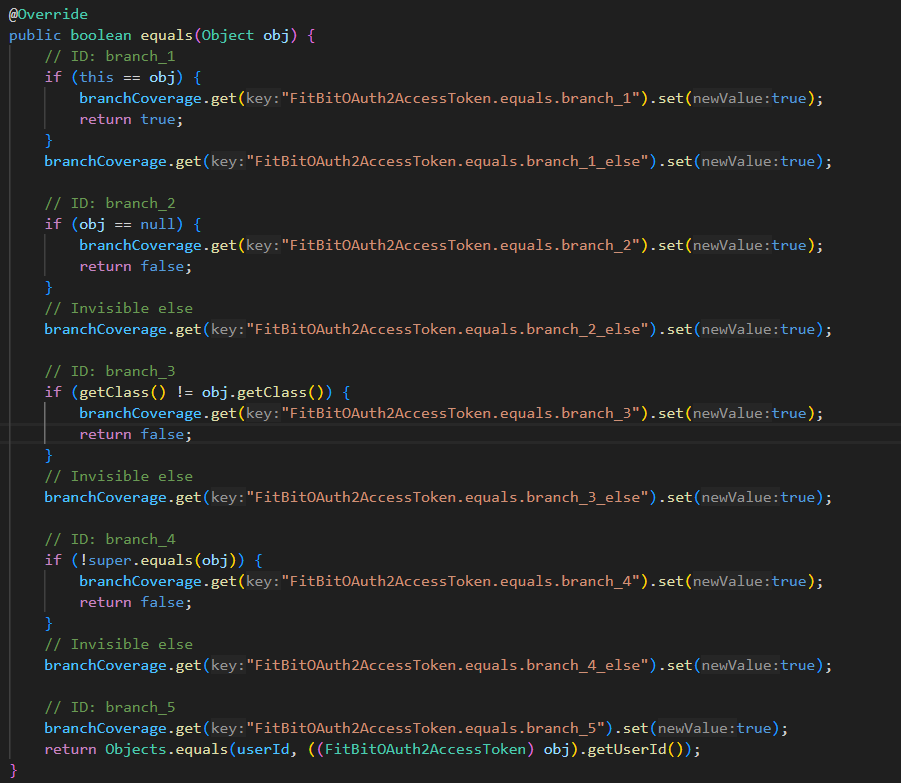 @Override
public boolean equals(Object obj) {
    // ID: branch_1
    if (this == obj) {
        branchCoverage.get(key:"FitBitOAuth2AccessToken.equals.branch_1").set(newValue:true);
        return true;
    }
    branchCoverage.get(key:"FitBitOAuth2AccessToken.equals.branch_1_else").set(newValue:true);

    // ID: branch_2
    if (obj == null) {
        branchCoverage.get(key:"FitBitOAuth2AccessToken.equals.branch_2").set(newValue:true);
        return false;
    }
    // Invisible else
    branchCoverage.get(key:"FitBitOAuth2AccessToken.equals.branch_2_else").set(newValue:true);

    // ID: branch_3
    if (getClass() != obj.getClass()) {
        branchCoverage.get(key:"FitBitOAuth2AccessToken.equals.branch_3").set(newValue:true);
        return false;
    }
    // Invisible else
    branchCoverage.get(key:"FitBitOAuth2AccessToken.equals.branch_3_else").set(newValue:true);

    // ID: branch_4
    if (!super.equals(obj)) {
        branchCoverage.get(key:"FitBitOAuth2AccessToken.equals.branch_4").set(newValue:true);
        return false;
    }
    // Invisible else
    branchCoverage.get(key:"FitBitOAuth2AccessToken.equals.branch_4_else").set(newValue:true);

    // ID: branch_5
    branchCoverage.get(key:"FitBitOAuth2AccessToken.equals.branch_5").set(newValue:true);
    return Objects.equals(userId, ((FitBitOAuth2AccessToken) obj).getUserId());
}